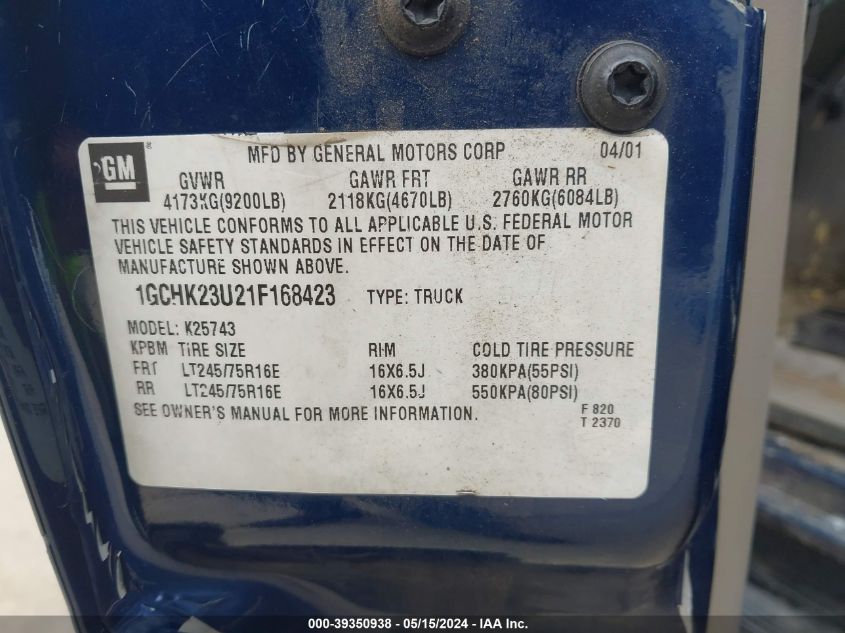 GM
MFD BY GENERAL MOTORS CORP 04/01
GVWR GAWR FRT GAWR RR
4173KG(9200LB) 2118KG(4670LB) 2760KG(6084LB)
THIS VEHICLE CONFORMS TO ALL APPLICABLE U.S. FEDERAL MOTOR
VEHICLE SAFETY STANDARDS IN EFFECT ON THE DATE OF
MANUFACTURE SHOWN ABOVE.
1GCHK23U21F168423 TYPE: TRUCK
MODEL: K25743
KPBM TIRE SIZE RIM COLD TIRE PRESSURE
FRT LT245/75R16E 16X6.5J 380KPA(55PSI)
RR LT245/75R16E 16X6.5J 550KPA(80PSI)
SEE OWNER'S MANUAL FOR MORE INFORMATION. F 820
T 2370
000-39350938 - 05/15/2024 - IAA Inc.